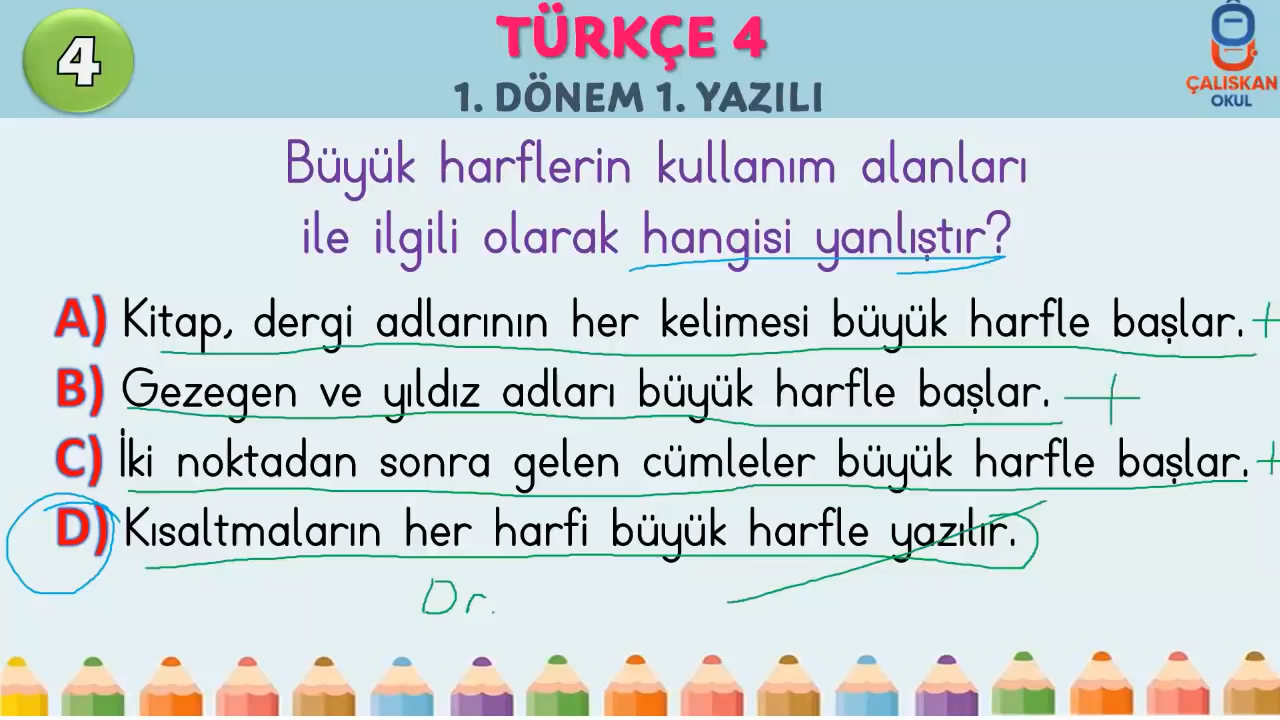 4
TÜRKÇE 4
1. DÖNEM 1. YAZILI
ÇALIŞKAN
OKUL
Büyük harflerin kullanım alanları
ile ilgili olarak hangisi yanlıştır?
A) Kitap, dergi adlarının her kelimesi büyük harfle başlar. +
B) Gezegen ve yıldız adları büyük harfle başlar. +
C) İki noktadan sonra gelen cümleler büyük harfle başlar. +
D) Kısaltmaların her harfi büyük harfle yazılır.
Dr.